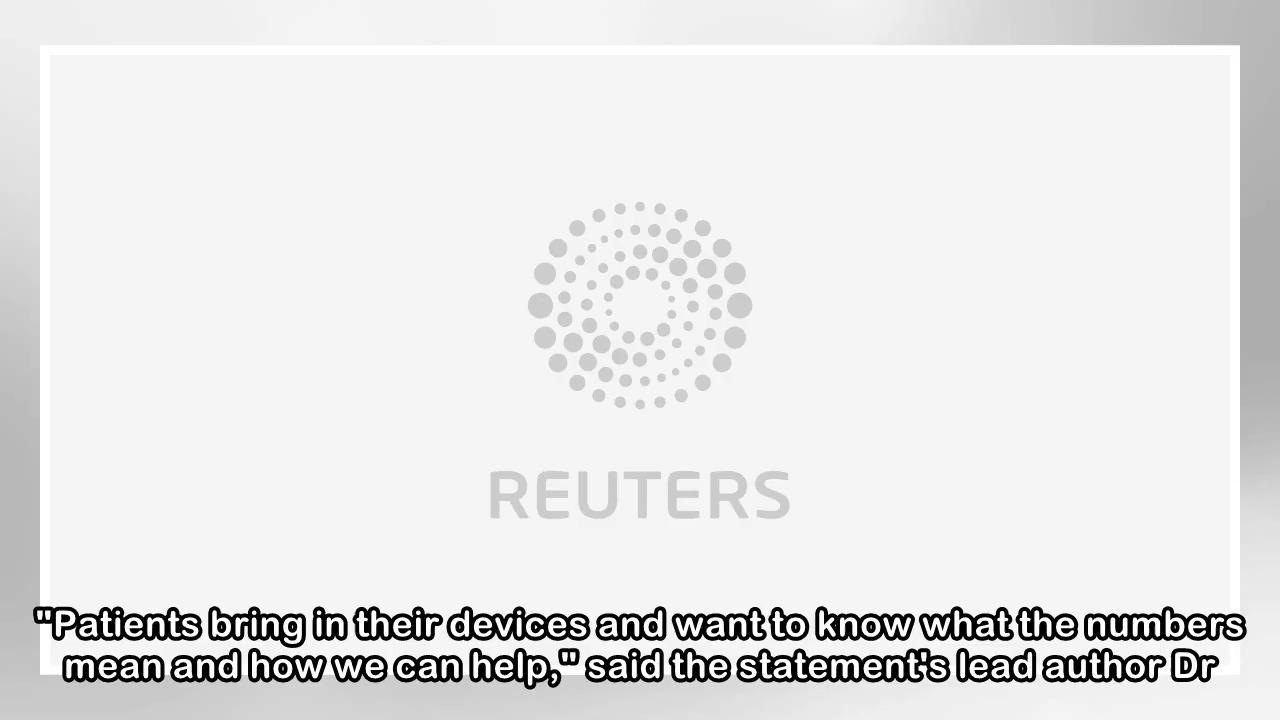 REUTERS
"Patients bring in their devices and want to know what the numbers
mean and how we can help," said the statement's lead author Dr